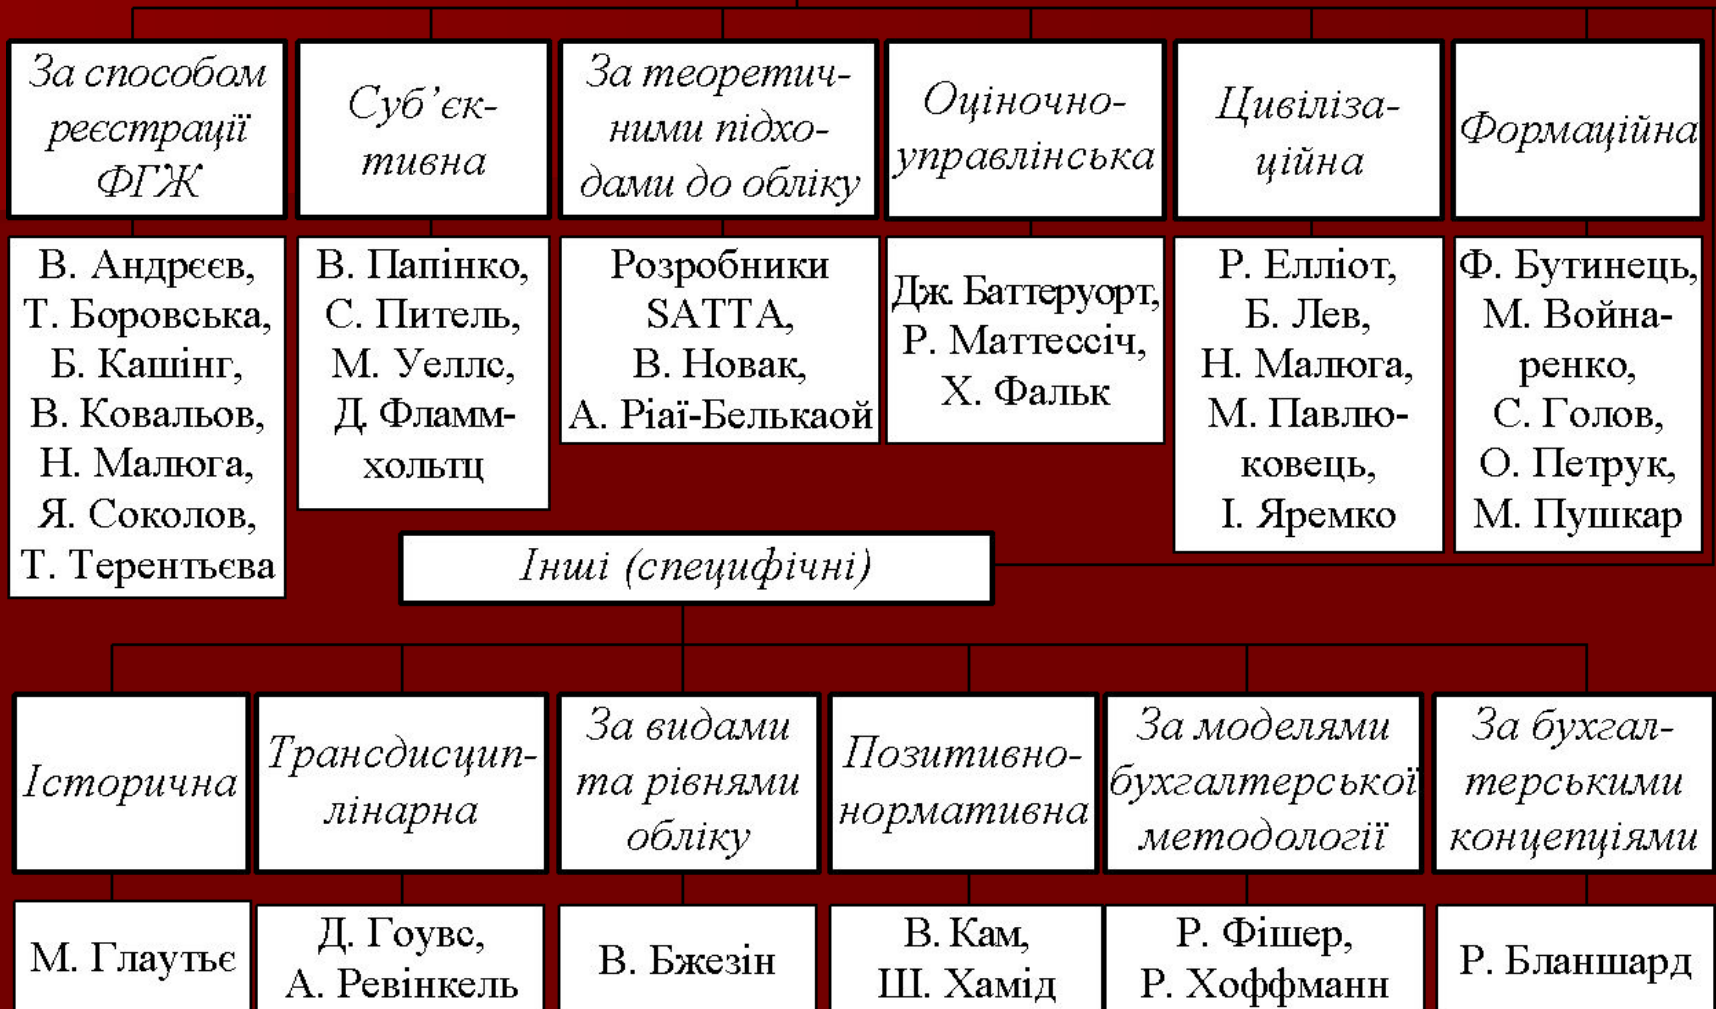 За способом
реєстрації
ФГЖ
Суб’єк-
тивна
За теоретич-
ними підхо-
дами до обліку
Оціночно-
управлінська
Цивіліза-
ційна
Формаційна
В. Андрєєв,
Т. Боровська,
Б. Кашінг,
В. Ковальов,
Н. Малюга,
Я. Соколов,
Т. Терентьєва
В. Папінко,
С. Питель,
М. Уеллс,
Д. Фламм-
хольтц
Розробники
SATTA,
В. Новак,
А. Ріаї-Белькаой
Дж. Баттеруорт,
Р. Маттессіч,
Х. Фальк
Р. Елліот,
Б. Лев,
Н. Малюга,
М. Павлю-
ковець,
І. Яремко
Ф. Бутинець,
М. Война-
ренко,
С. Голов,
О. Петрук,
М. Пушкар
Інші (специфічні)
Історична
Трансдисцип-
лінарна
За видами
та рівнями
обліку
Позитивно-
нормативна
За моделями
бухгалтерської
методології
За бухгал-
терськими
концепціями
М. Глаутьє
Д. Гоувс,
А. Ревінкель
В. Бжезін
В. Кам,
Ш. Хамід
Р. Фішер,
Р. Хоффманн
Р. Бланшард